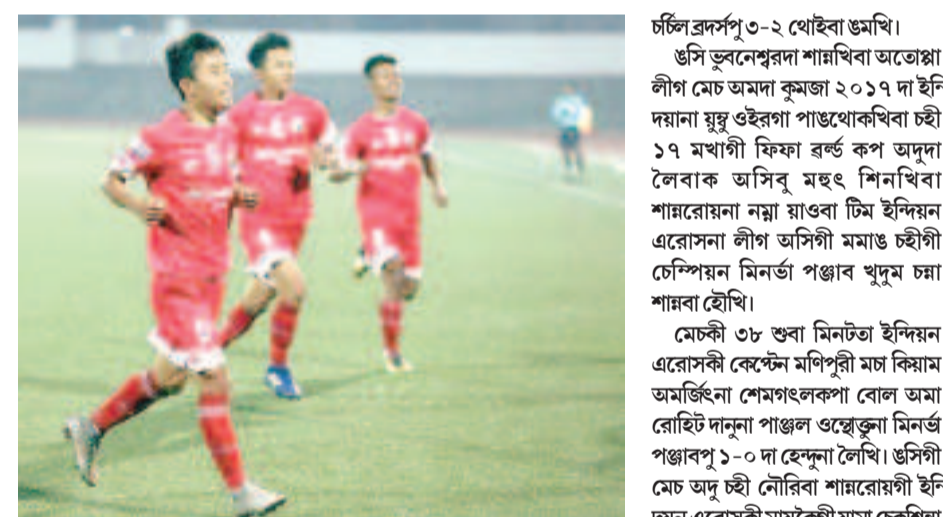 চর্চিল ব্রদর্সপু ৩-২ থোইবা ঙমখি।
ঙসি ভুবনেশ্বরদা শান্নখিবা অতোপ্পা
লীগ মেচ অমদা কুমজা ২০১৭ দা ইন্দি
দয়ানা য়ুম্বু ওইরগা পাঙথোকখিবা চহী
১৭ মখাগী ফিফা ৱর্ল্ড কপ অদুদা
লৈবাক অসিবু মহুৎ শিনখিবা
শান্নরোয়না নম্না য়াওবা টিম ইন্দিয়ন
এরোসনা লীগ অসিগী মমাঙ চহীগী
চেম্পিয়ন মিনর্ভা পঞ্জাব খুদুম চন্না
শান্নবা হৌখি।
মেচকী ৩৮ শুবা মিনটতা ইন্দিয়ন
এরোসকী কেপ্টেন মণিপুরী মচা কিয়াম
অমর্জিৎনা শেমগৎলকপা বোল অমা
রোহিট দানুনা পাঞ্জল ওন্থোক্তুনা মিনর্ভা
পঞ্জাবপু ১-০ দা হেন্দুনা লৈখি। ঙসিগী
মেচ অদু চহী নৌরিবা শান্নরোয়গী ইন্দি